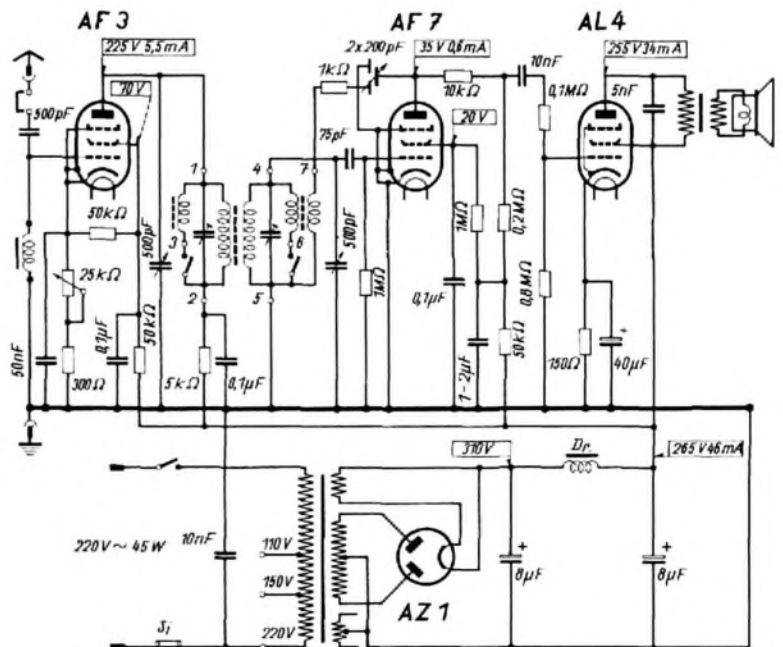 AF 3
AF 7
AL 4
225 V 5,5 mA
70 V
500pF
50kΩ
25kΩ
50nF
300Ω
0,1µF
50kΩ
500pF
1
3
2
5kΩ
0,1µF
4
7
6
5
1kΩ
2x200pF
75pF
500pF
1MΩ
35 V 0,6 mA
10kΩ
20 V
1MΩ
0,2MΩ
0,1µF
1-2µF
50kΩ
10nF
0,1MΩ
0,8MΩ
255 V 34 mA
5nF
150Ω
+
40µF
220V ~ 45 W
10nF
Si
110V
150V
220V
AZ 1
310V
Dr.
265 V 46 mA
+
8µF
+
8µF